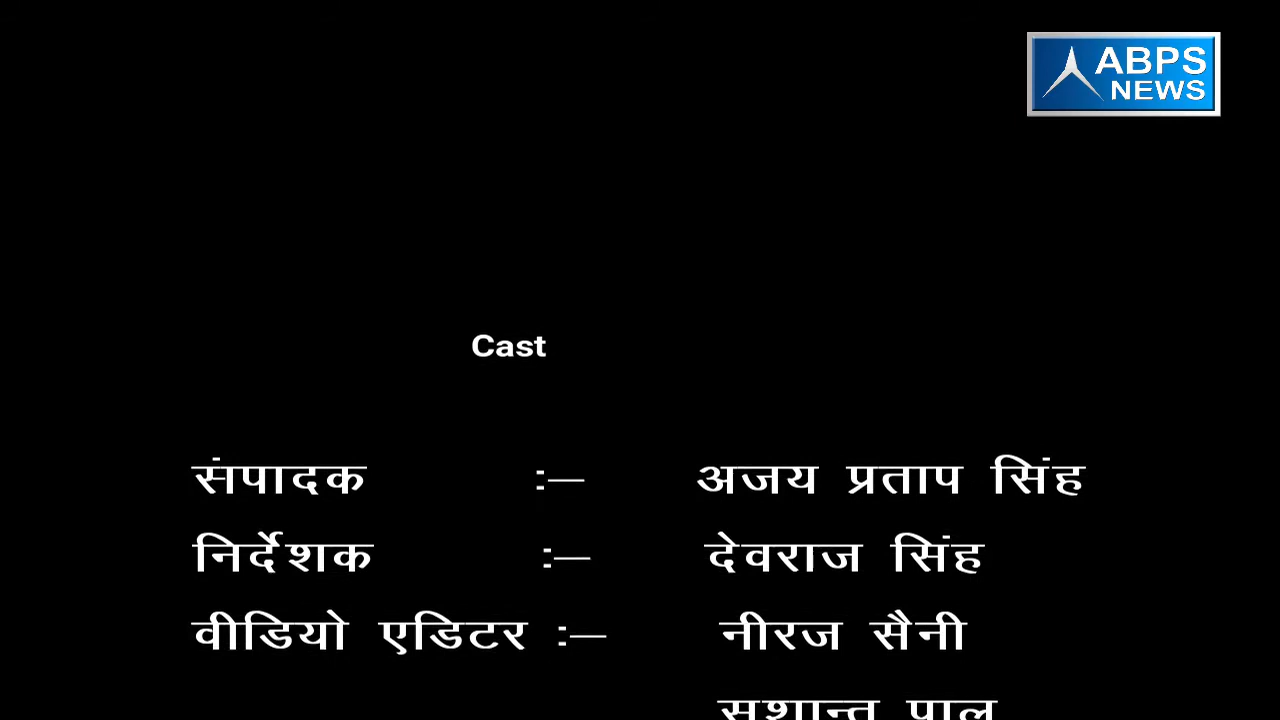 ABPS
NEWS
Cast
संपादक :— अजय प्रताप सिंह
निर्देशक :— देवराज सिंह
वीडियो एडिटर :— नीरज सैनी
पाल